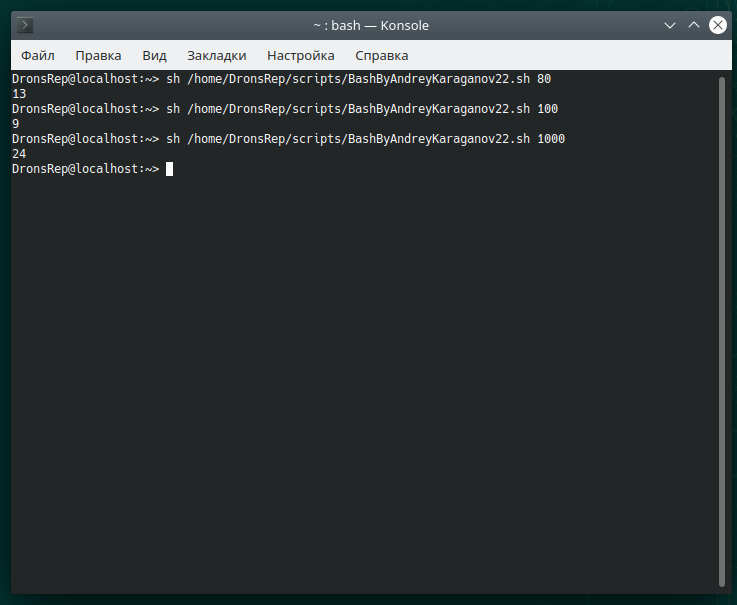 ~ : bash — Konsole
Файл Правка Вид Закладки Настройка Справка
DronsRep@localhost:~> sh /home/DronsRep/scripts/BashByAndreyKaraganov22.sh 80
13
DronsRep@localhost:~> sh /home/DronsRep/scripts/BashByAndreyKaraganov22.sh 100
9
DronsRep@localhost:~> sh /home/DronsRep/scripts/BashByAndreyKaraganov22.sh 1000
24
DronsRep@localhost:~>